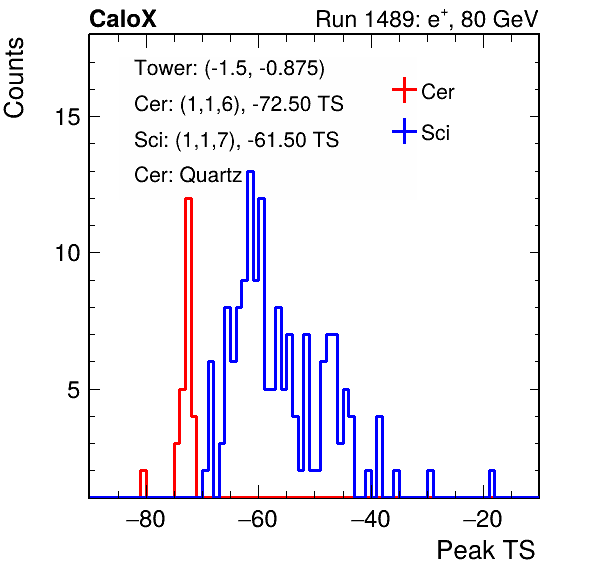 CaloX Run 1489: e+, 80 GeV
Counts
Tower: (-1.5, -0.875)
Cer: (1,1,6), -72.50 TS
Sci: (1,1,7), -61.50 TS
Cer: Quartz
Cer
Sci
15
10
5
−80 −60 −40 −20
Peak TS